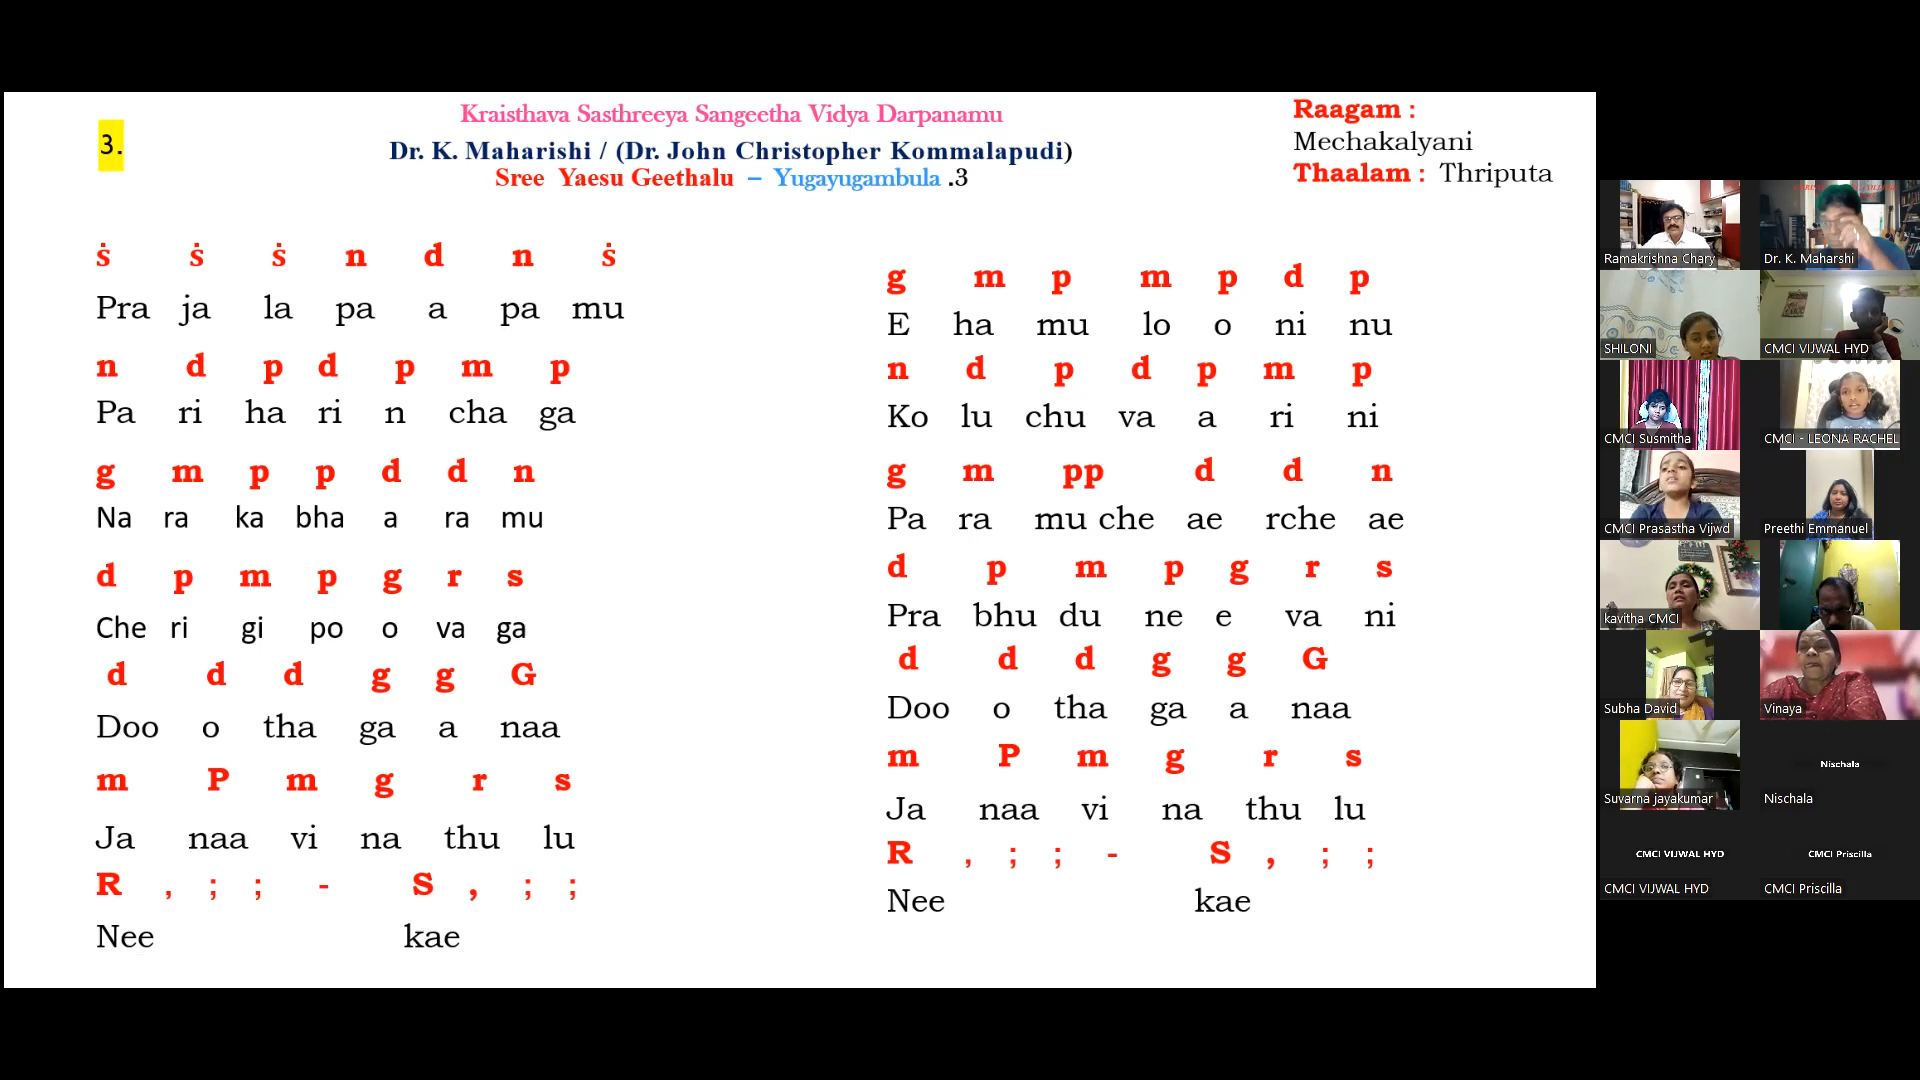 3.
Kraisthava Sasthreeya Sangeetha Vidya Darpanamu
Dr. K. Maharishi / (Dr. John Christopher Kommalapudi)
Sree Yaesu Geethalu – Yugayugambula .3
Raagam :
Mechakalyani
Thaalam : Thriputa
ṡ ṡ ṡ n d n ṡ
Pra ja la pa a pa mu
n d p d p m p
Pa ri ha ri n cha ga
g m p p d d n
Na ra ka bha a ra mu
d p m p g r s
Che ri gi po o va ga
d d d g g G
Doo o tha ga a naa
m P m g r s
Ja naa vi na thu lu
R , ; ; - S , ; ;
Nee kae
g m p m p d p
E ha mu lo o ni nu
n d p d p m p
Ko lu chu va a ri ni
g m pp d d n
Pa ra mu che ae rche ae
d p m p g r s
Pra bhu du ne e va ni
d d d g g G
Doo o tha ga a naa
m P m g r s
Ja naa vi na thu lu
R , ; ; - S , ; ;
Nee kae
Ramakrishna Chary
Dr. K. Maharshi
SHILONI
CMCI VIJWAL HYD
CMCI Susmitha
CMCI - LEONA RACHEL
CMCI Prasastha Vijwd
Preethi Emmanuel
kavitha CMCI
Subha David
Vinaya
Suvarna jayakumar
Nischala
Nischala
CMCI VIJWAL HYD
CMCI VIJWAL HYD
CMCI Priscilla
CMCI Priscilla